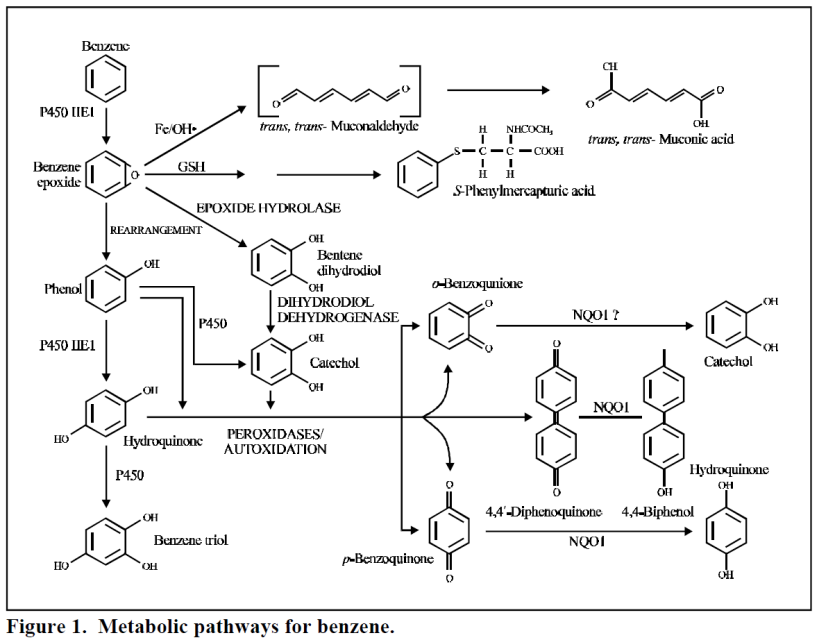 Benzene
P450 IIE1
Benzene
epoxide
O
Fe/OH•
O
O
trans, trans- Muconaldehyde
CH
O
O
OH
trans, trans- Muconic acid
GSH
S
H
C
H
NHCOCH₃
C
H
COOH
S-Phenylmercapturic acid
EPOXIDE HYDROLASE
REARRANGEMENT
OH
OH
Bentene
dihydrodiol
OH
Phenol
P450
DIHYDRODIOL
DEHYDROGENASE
o-Benzoqunione
O
O
NQO1 ?
OH
OH
Catechol
P450 IIE1
OH
OH
Catechol
OH
HO
Hydroquinone
PEROXIDASES/
AUTOXIDATION
O
O
4,4'-Diphenoquinone
NQO1
OH
4,4-Biphenol
P450
OH
HO
OH
Benzene triol
O
O
p-Benzoquinone
NQO1
Hydroquinone
OH
OH
Figure 1. Metabolic pathways for benzene.